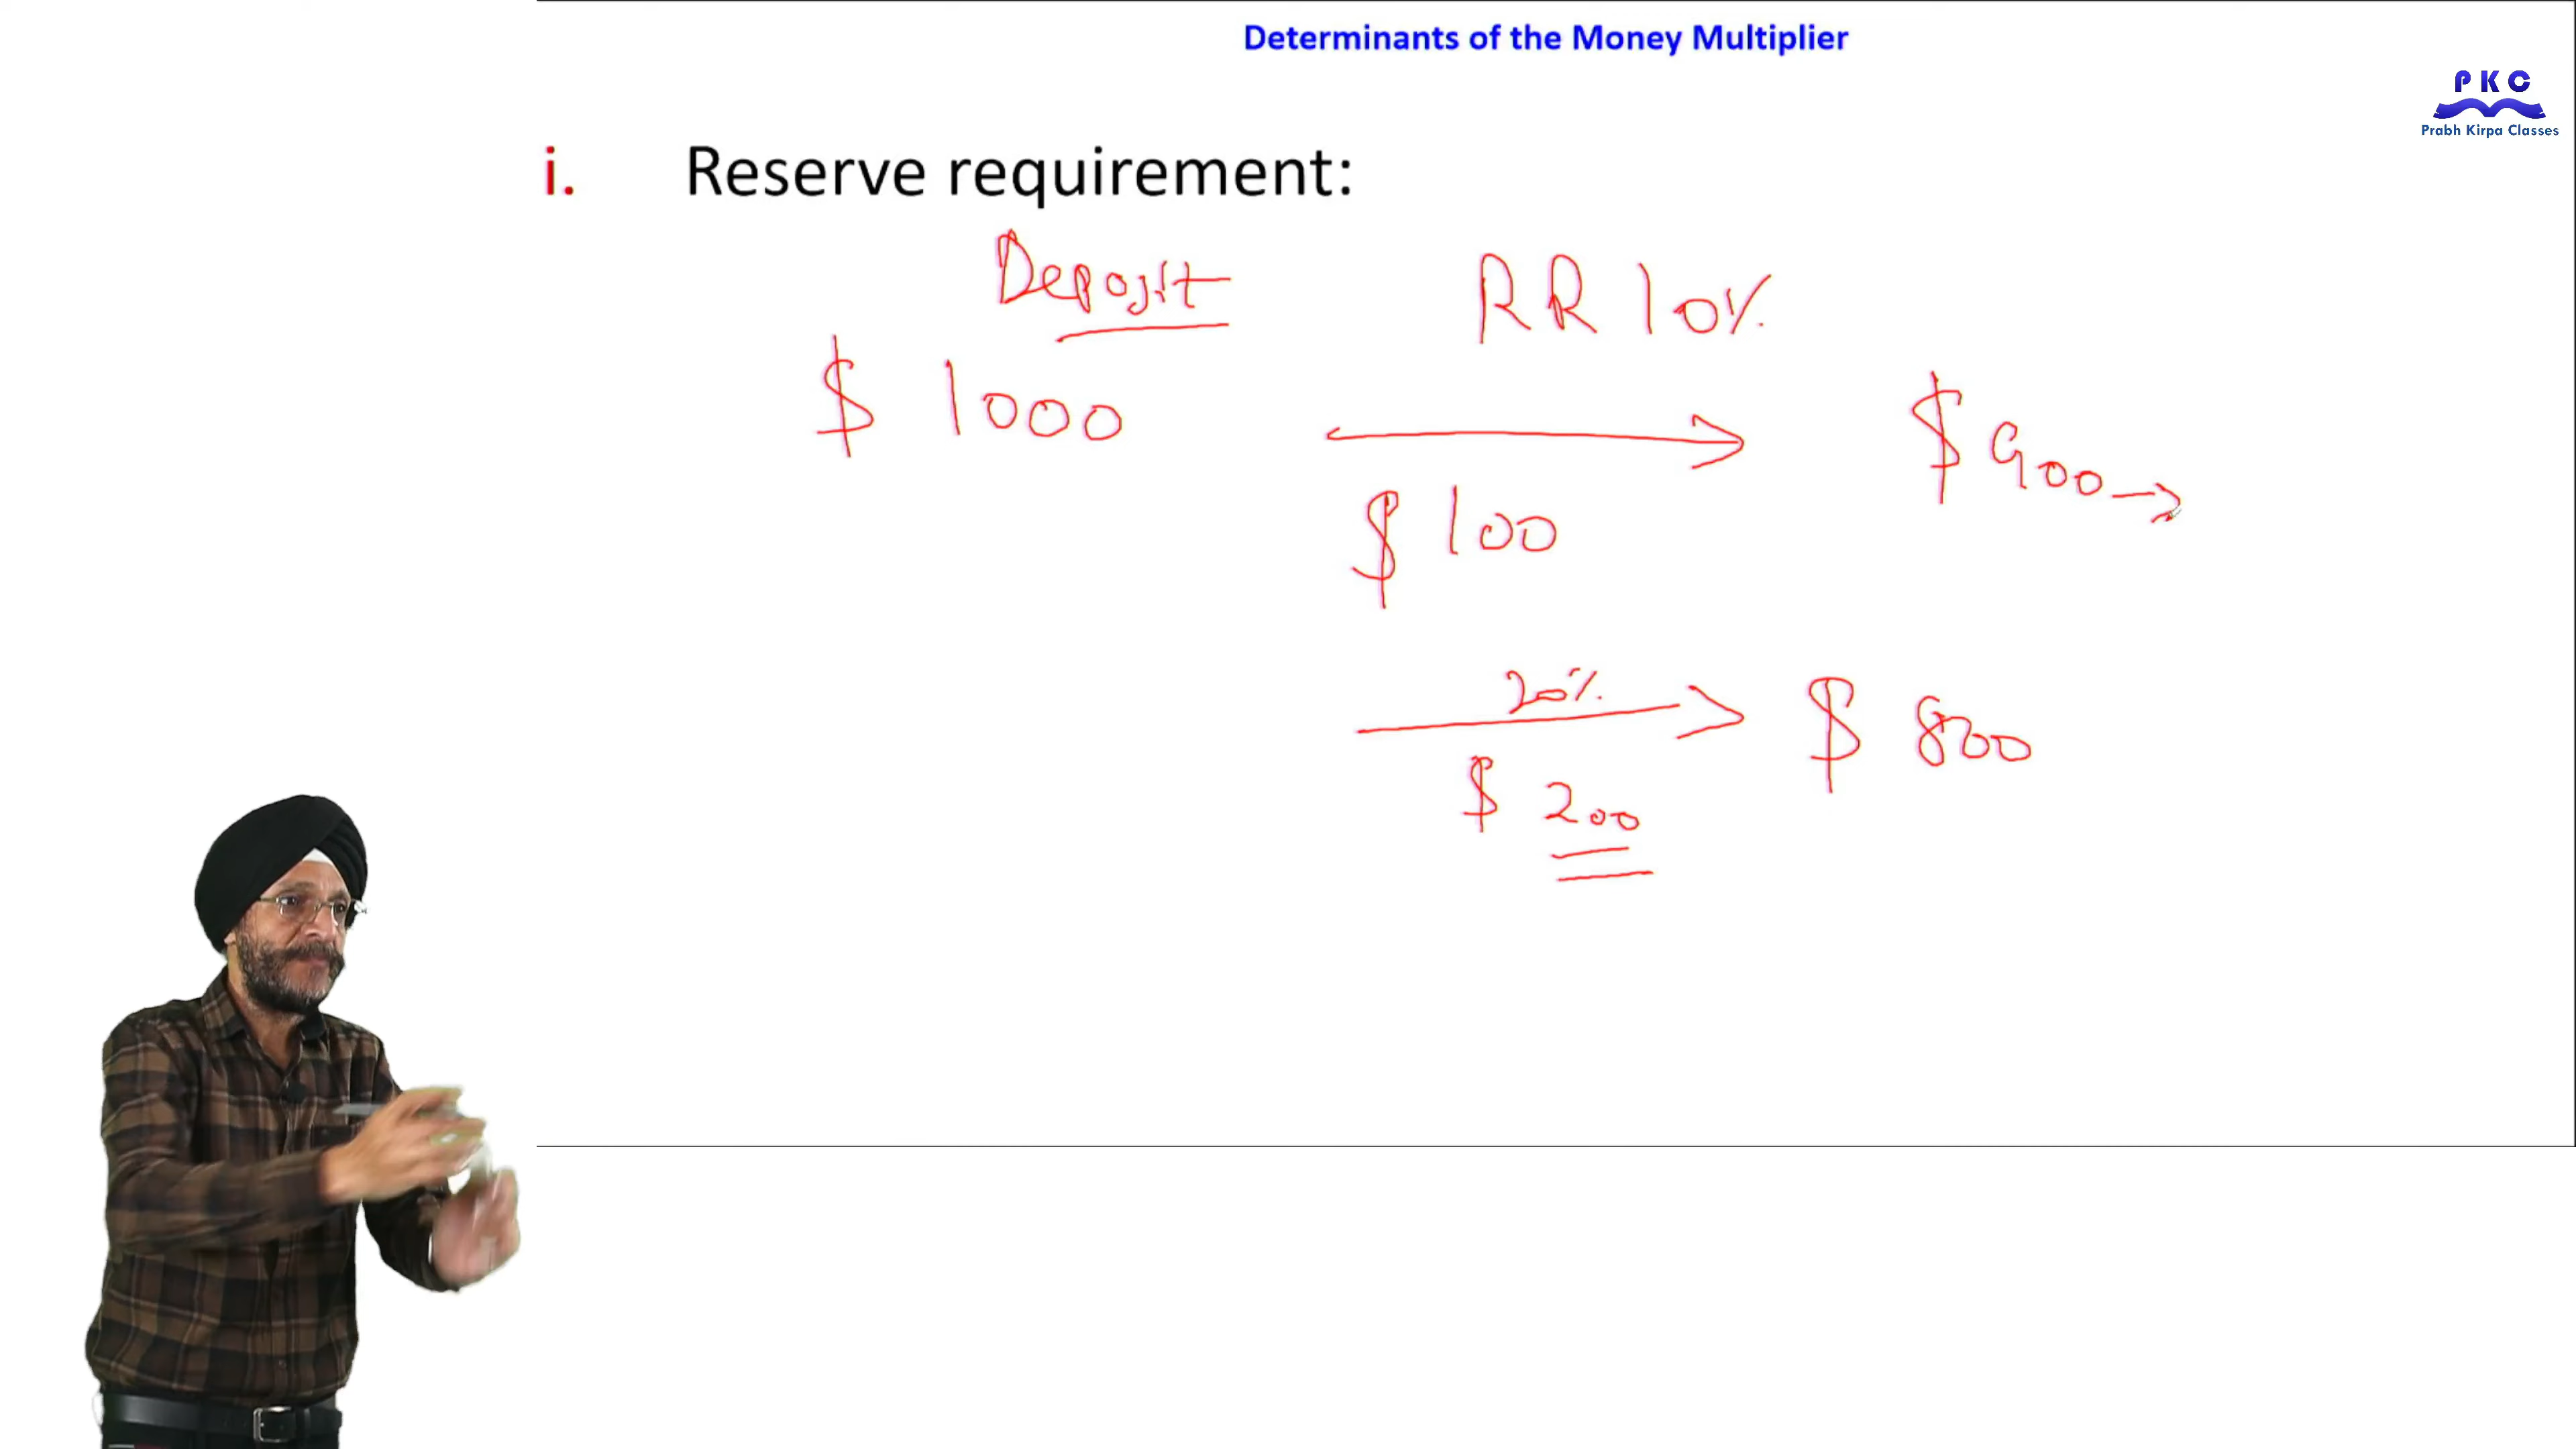 Determinants of the Money Multiplier
PKC
Prabh Kirpa Classes
i. Reserve requirement:
Deposit
RR 10%
$ 1000
$ 900
$ 100
20%
$ 800
$ 200